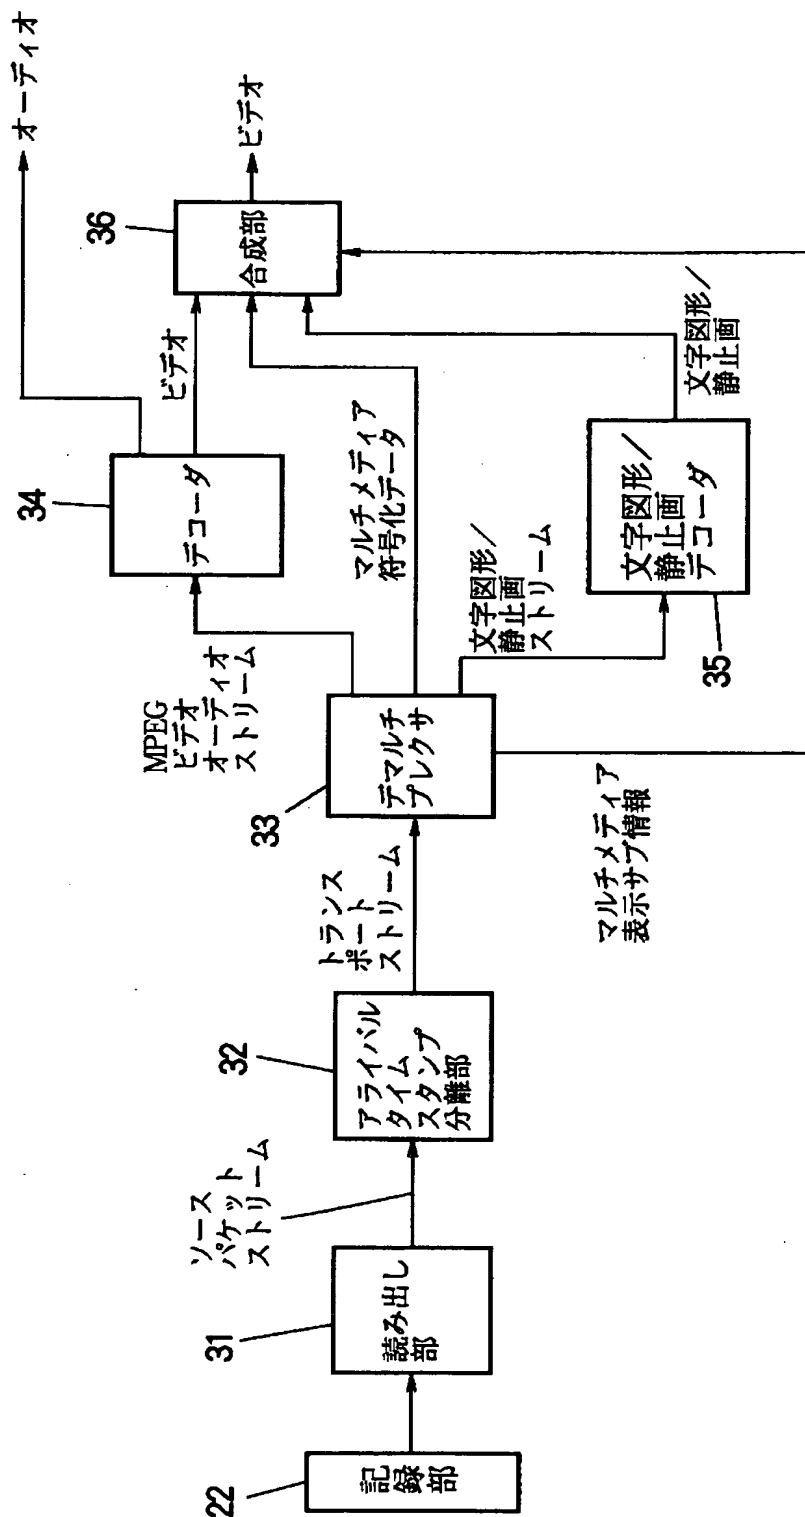 22
記録部
31
読み出し
部
ソース
パケット
ストリーム
32
アライバル
タイム
スタンプ
分離部
トランス
ポート
ストリーム
33
デマルチ
プレクサ
MPEG
ビデオ
オーディオ
ストリーム
34
デコーダ
オーディオ
ビデオ
マルチメディア
符号化データ
文字図形/
静止画
ストリーム
35
文字図形/
静止画
デコーダ
文字図形/
静止画
マルチメディア
表示サブ情報
36
合成部
ビデオ